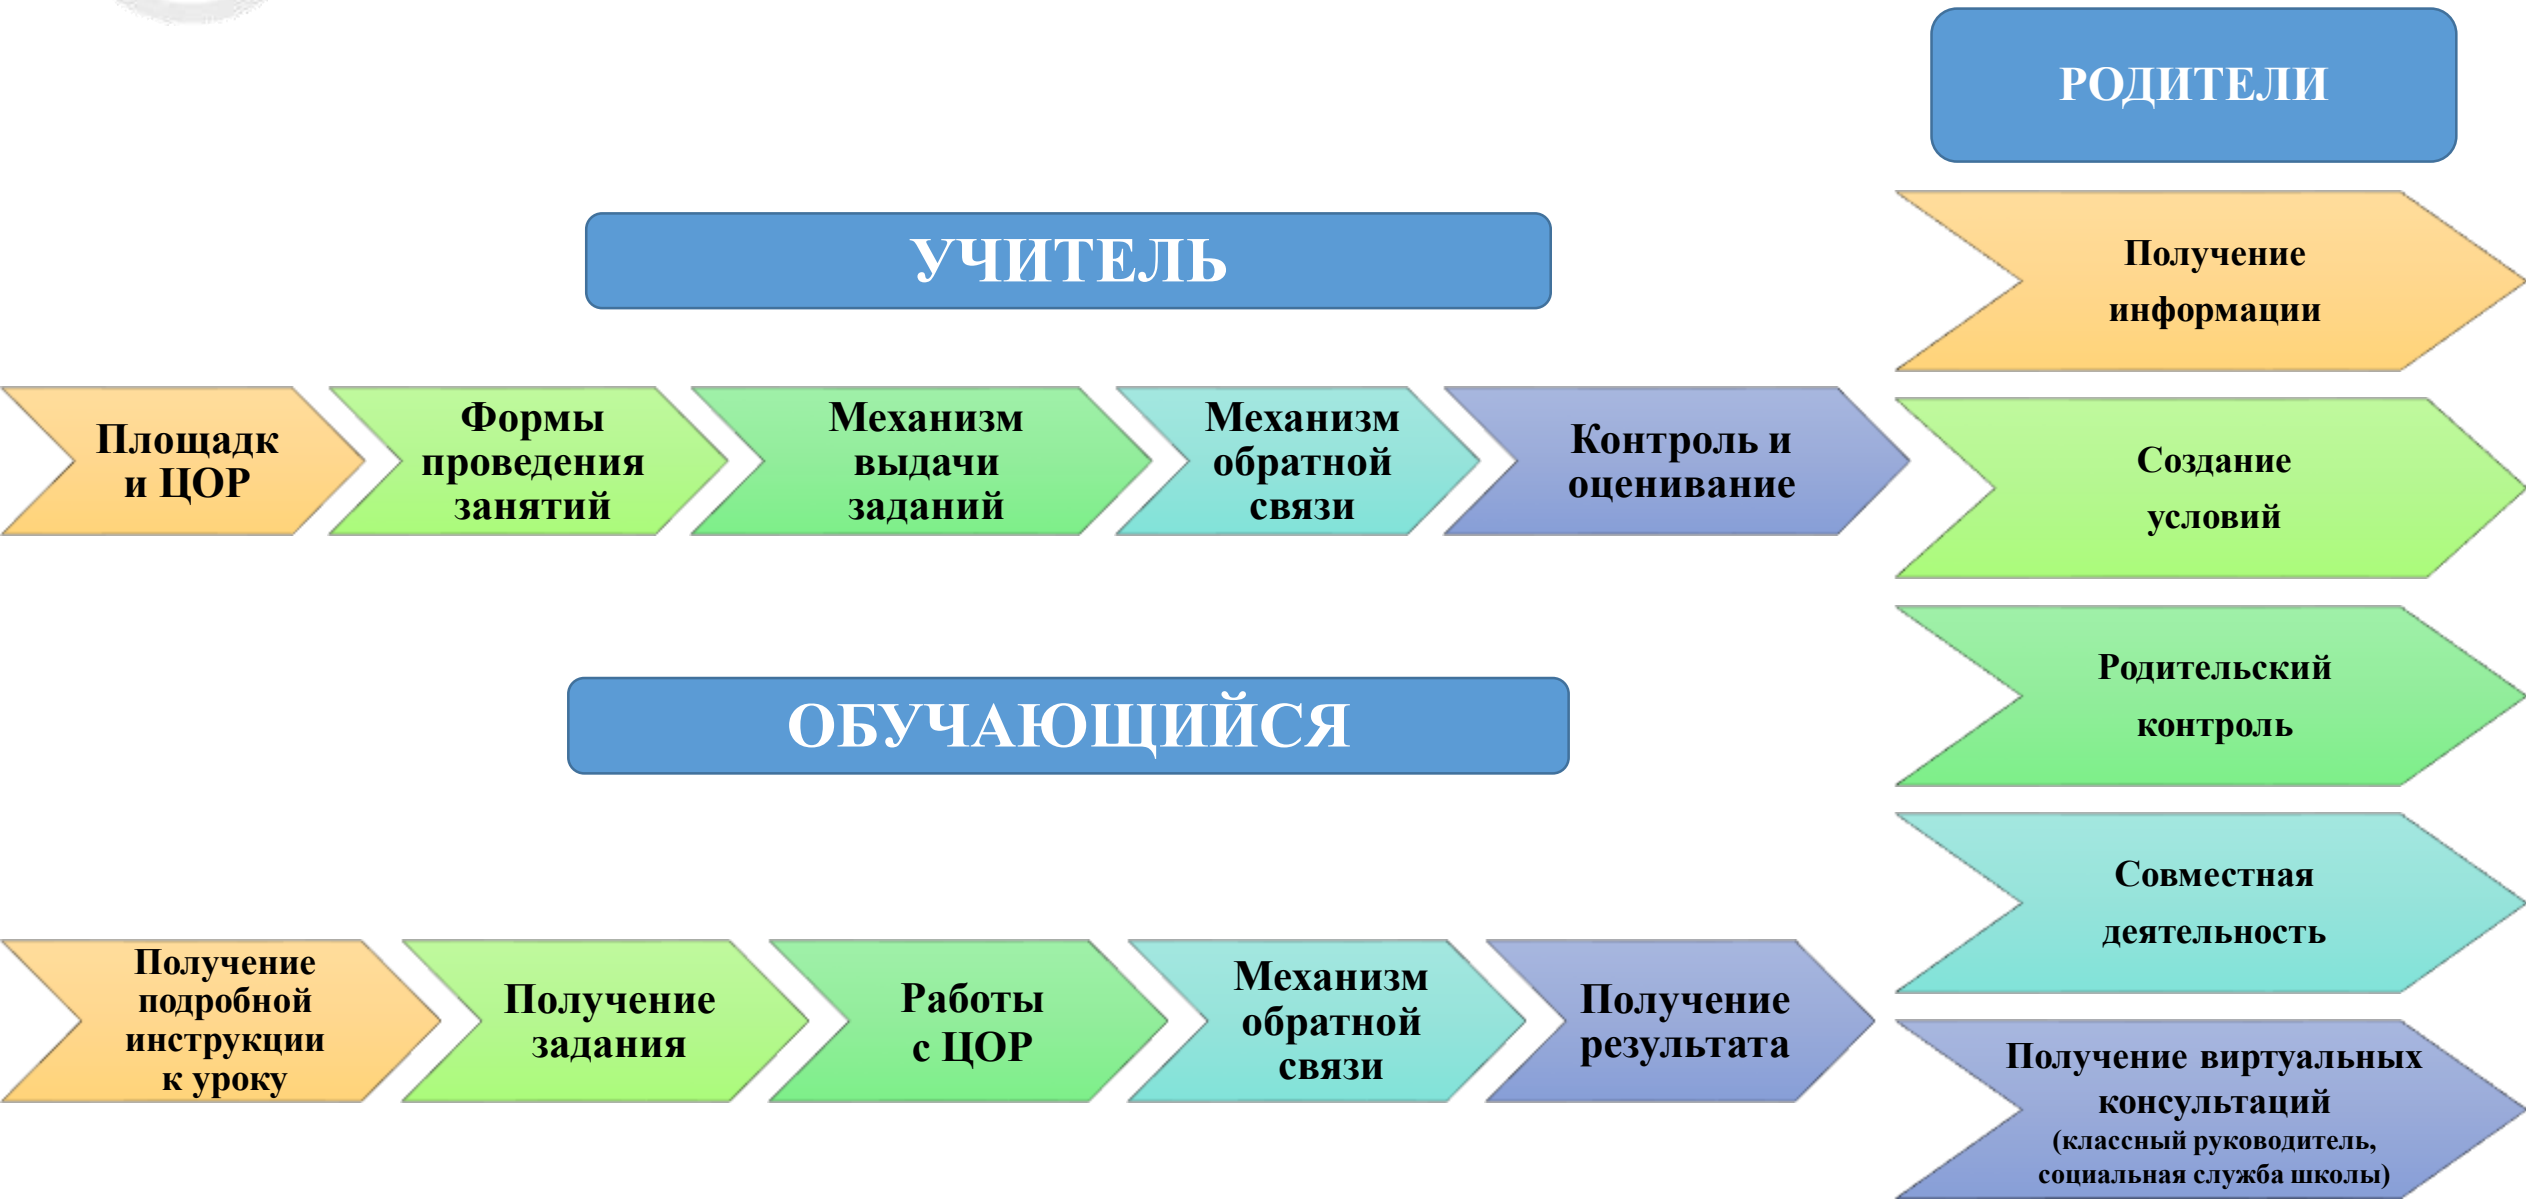 УЧИТЕЛЬ
Площадк
и ЦОР
Формы
проведения
занятий
Механизм
выдачи
заданий
Механизм
обратной
связи
Контроль и
оценивание
ОБУЧАЮЩИЙСЯ
Получение
подробной
инструкции
к уроку
Получение
задания
Работы
с ЦОР
Механизм
обратной
связи
Получение
результата
РОДИТЕЛИ
Получение
информации
Создание
условий
Родительский
контроль
Совместная
деятельность
Получение виртуальных
консультаций
(классный руководитель,
социальная служба школы)